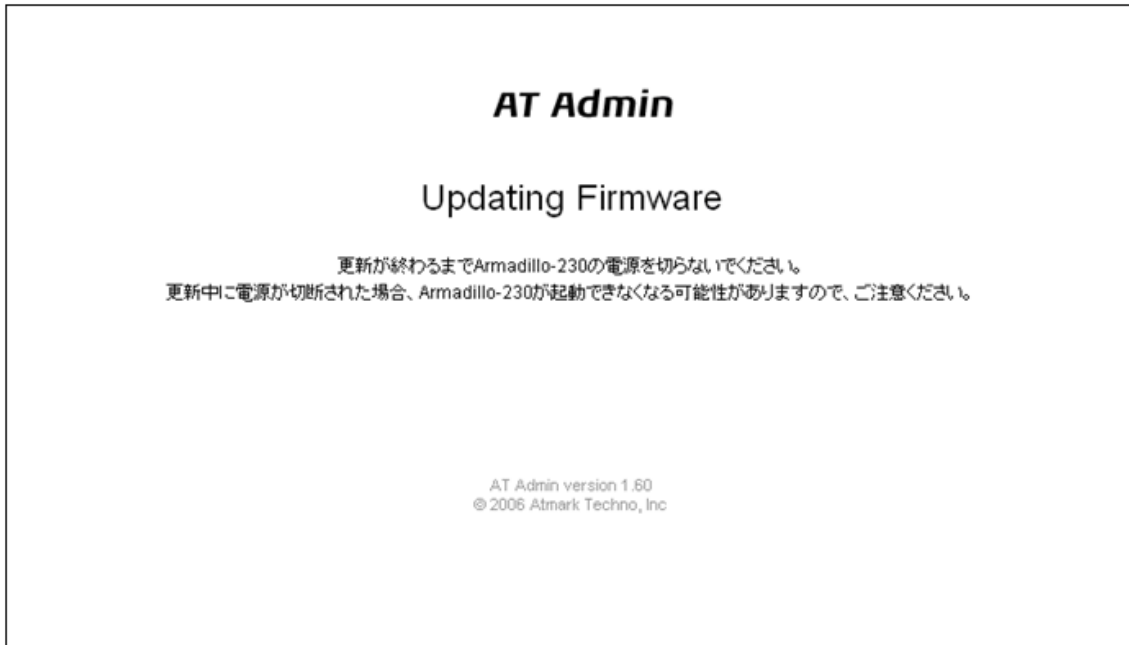 AT Admin
Updating Firmware
更新が終わるまでArmadillo-230の電源を切らないでください。
更新中に電源が切断された場合、Armadillo-230が起動できなくなる可能性がありますので、ご注意ください。
AT Admin version 1.60
© 2006 Atmark Techno, Inc